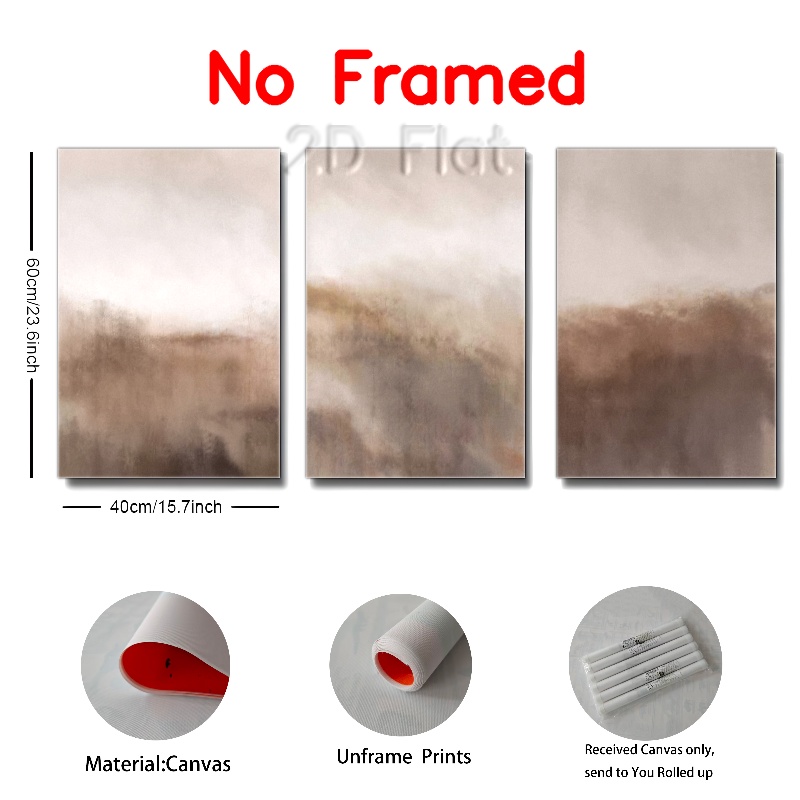 No Framed
2D Flat
60cm/23.6inch
40cm/15.7inch
Material:Canvas
Unframe Prints
Received Canvas only,
send to You Rolled up